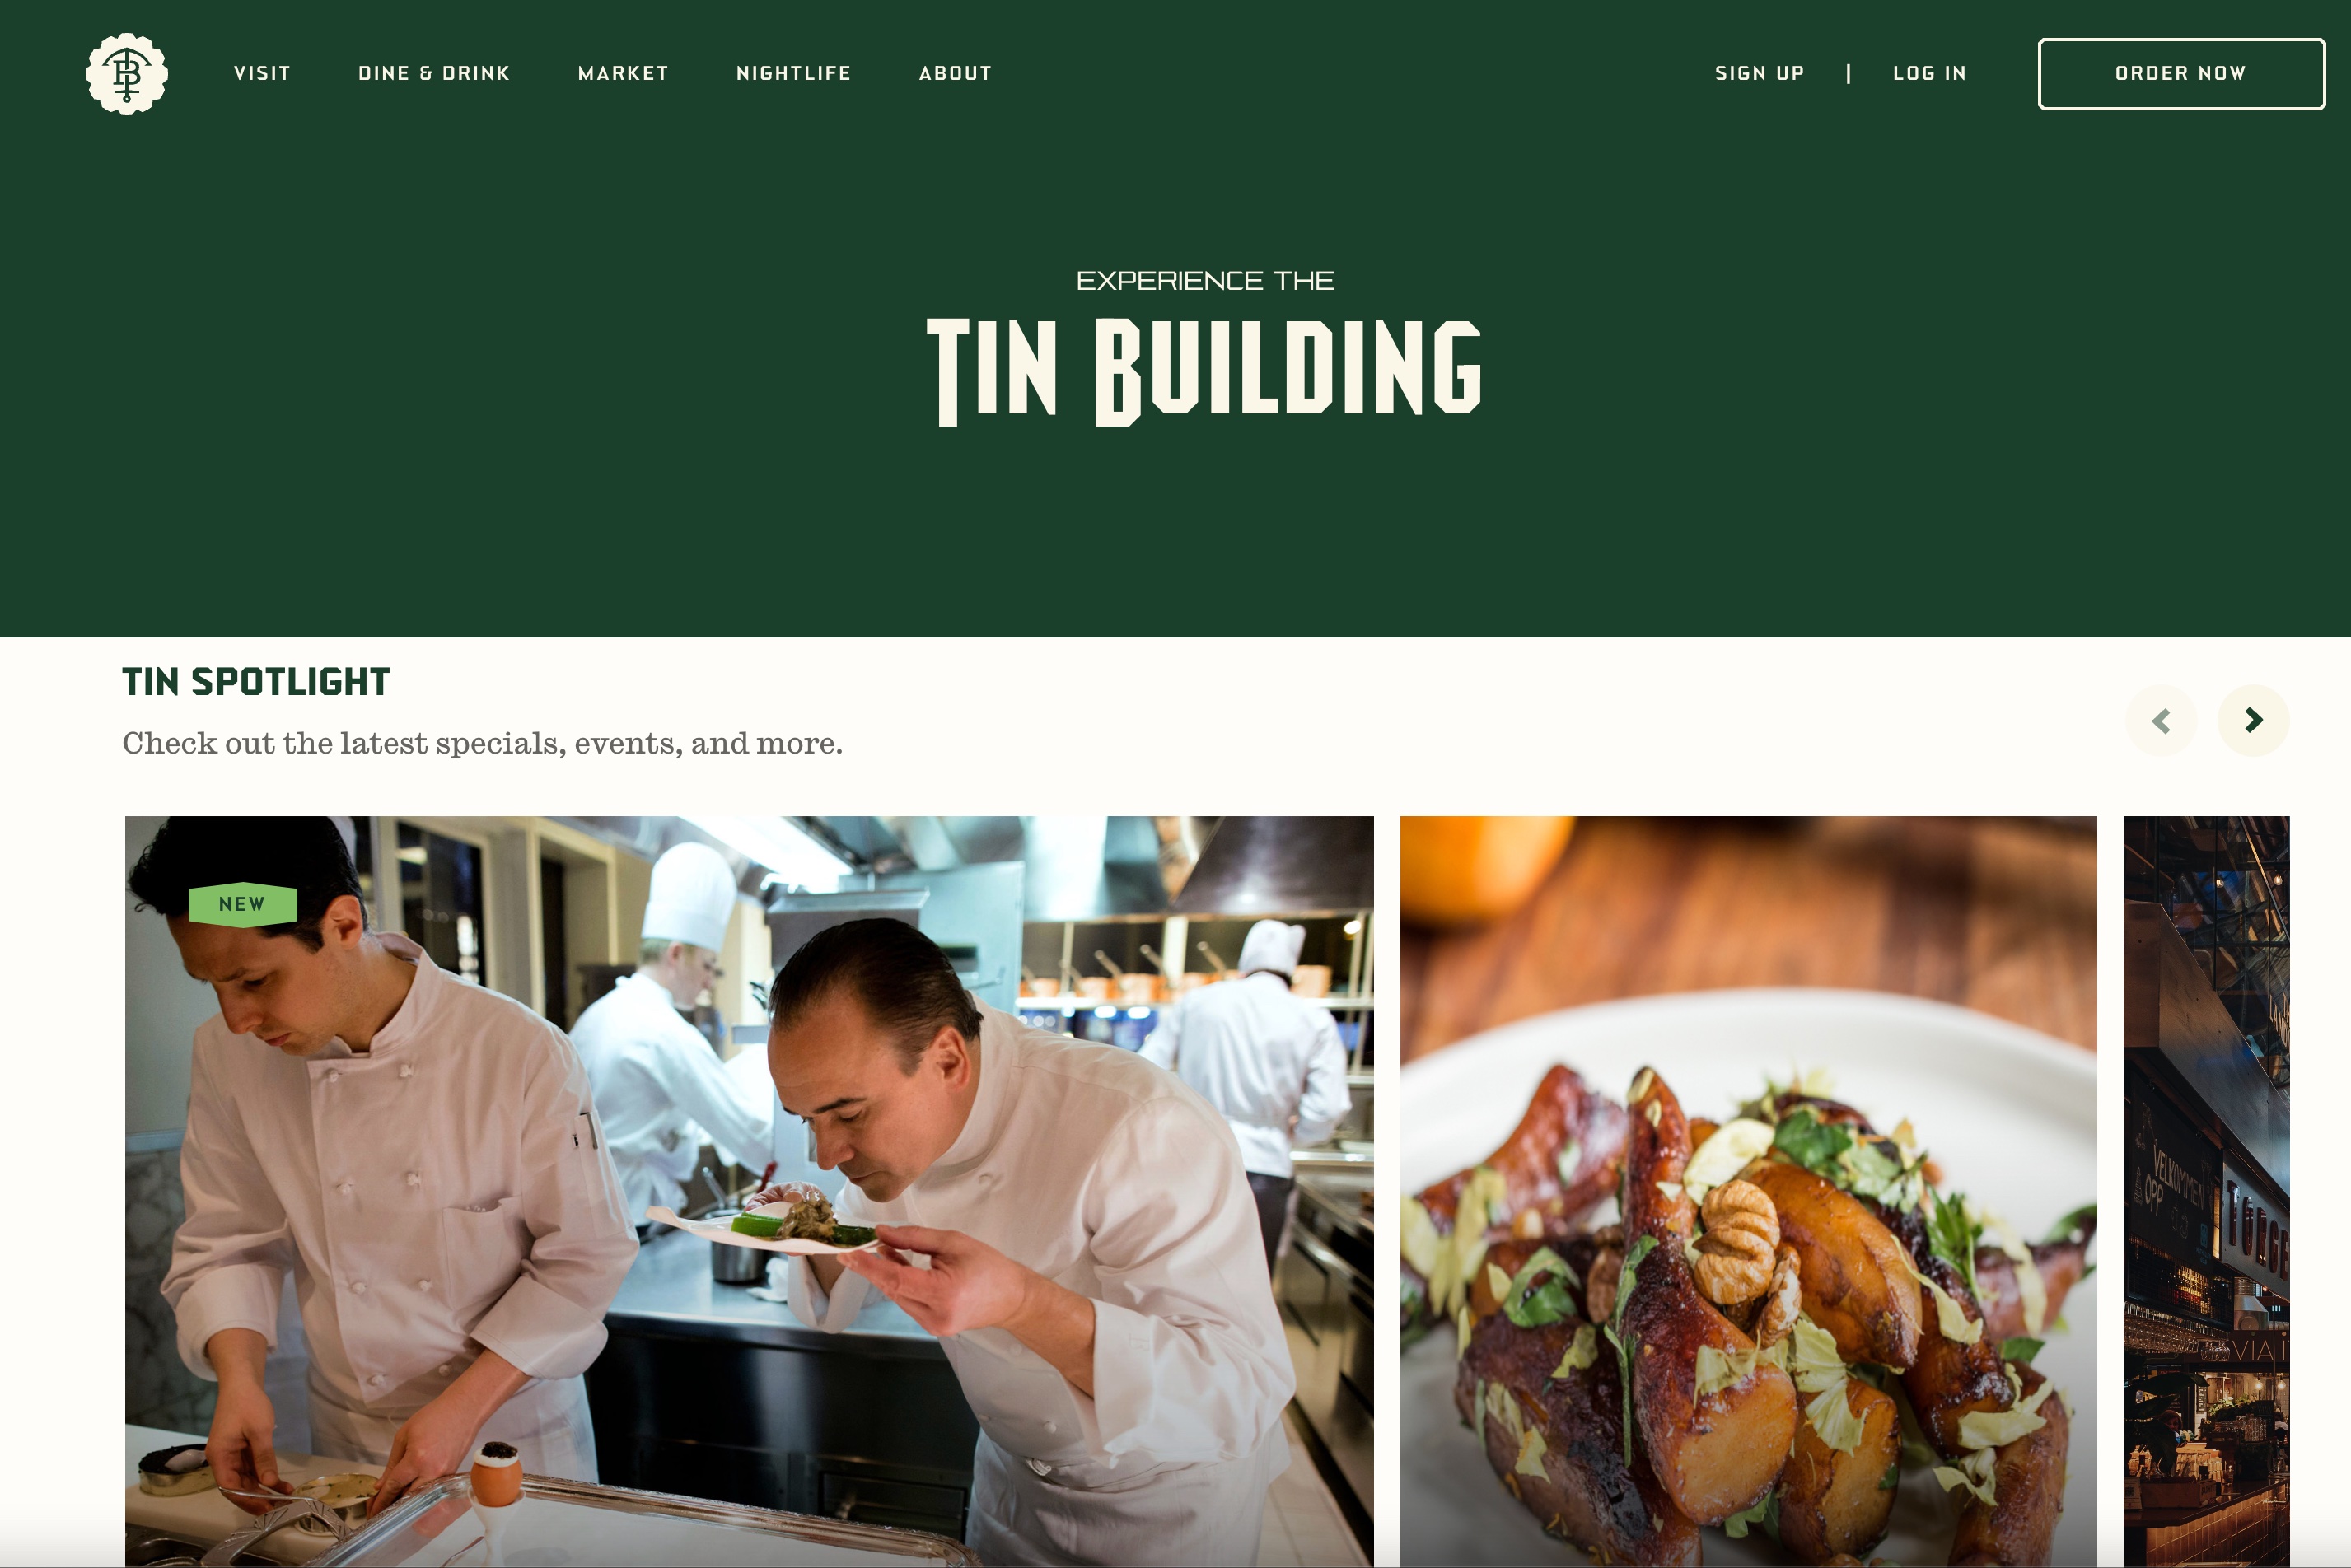 VISIT
DINE & DRINK
MARKET
NIGHTLIFE
ABOUT
SIGN UP | LOG IN
ORDER NOW
EXPERIENCE THE
TIN BUILDING
TIN SPOTLIGHT
Check out the latest specials, events, and more.
NEW
VELKOMMEN
OPP
VIA